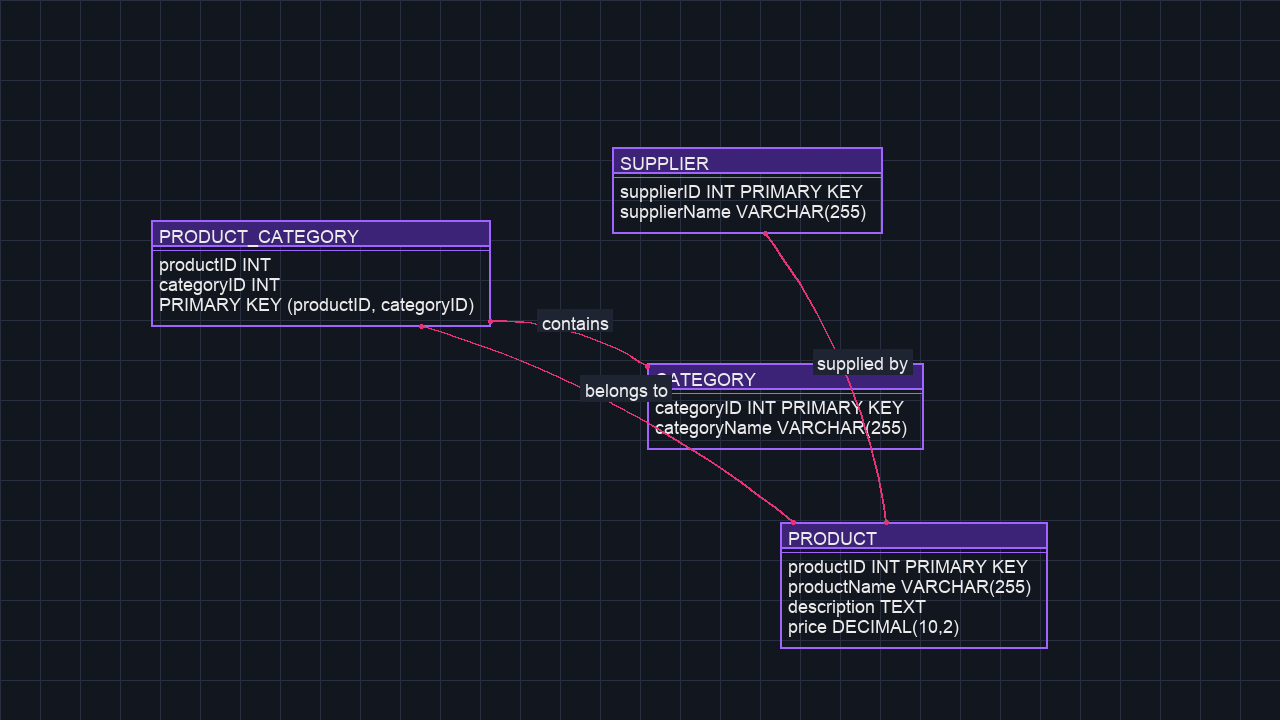 SUPPLIER
supplierID INT PRIMARY KEY
supplierName VARCHAR(255)
PRODUCT_CATEGORY
productID INT
categoryID INT
PRIMARY KEY (productID, categoryID)
contains
supplied by
belongs to
CATEGORY
categoryID INT PRIMARY KEY
categoryName VARCHAR(255)
PRODUCT
productID INT PRIMARY KEY
productName VARCHAR(255)
description TEXT
price DECIMAL(10,2)